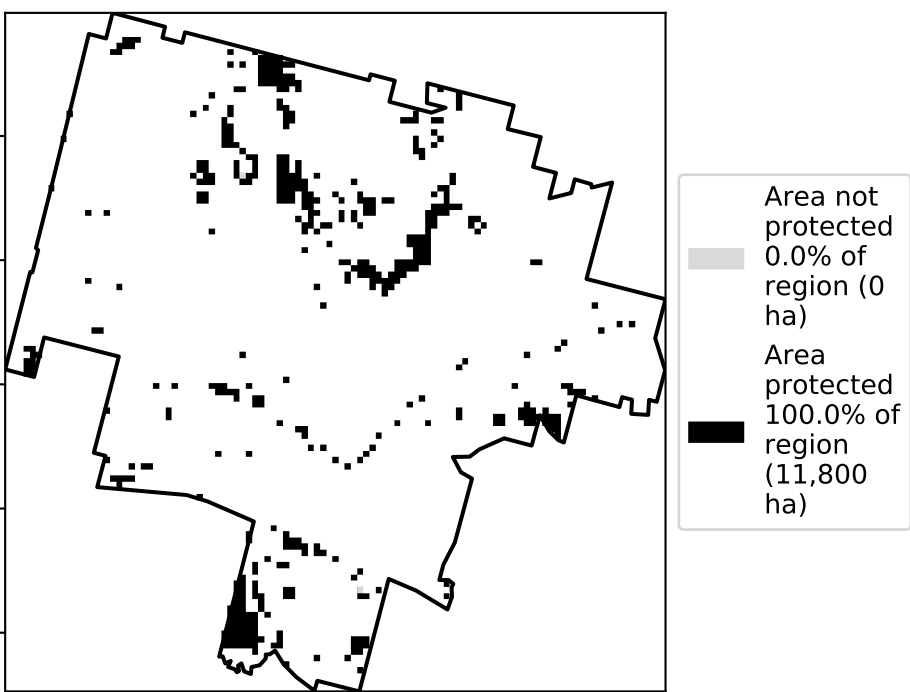 Area not
protected
0.0% of
region (0
ha)
Area
protected
100.0% of
region
(11,800
ha)